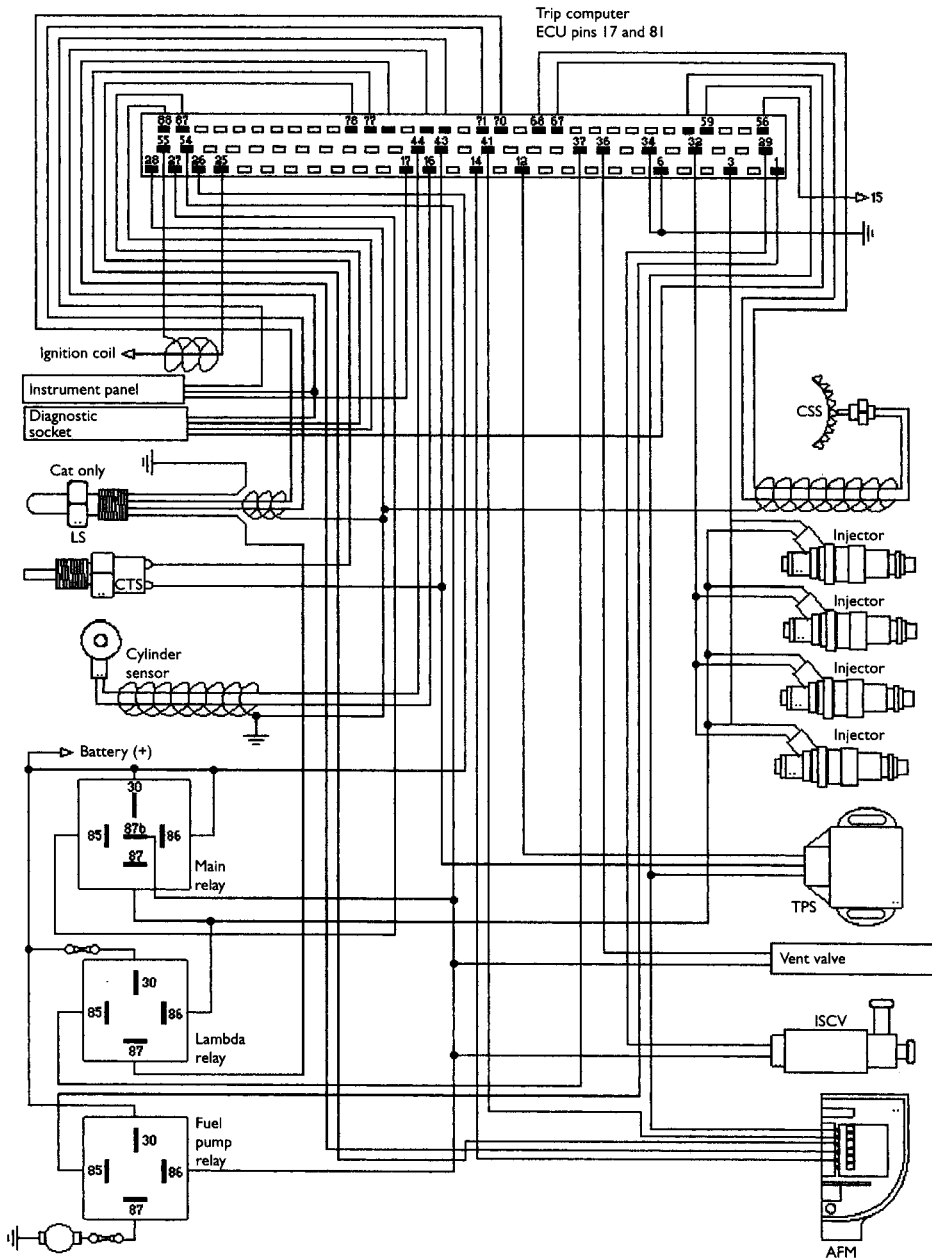 Trip computer
ECU pins 17 and 81
88 87 78 77 71 70 68 67 59 56
55 54 44 43 41 37 36 34 32 29
28 27 26 25 17 16 14 12 6 3 1
15
Ignition coil
Instrument panel
Diagnostic
socket
CSS
Cat only
LS
Injector
CTS
Injector
Cylinder
sensor
Injector
Injector
Battery (+)
30
85 87b 86
87
Main
relay
TPS
30
85 86
87
Lambda
relay
Vent valve
ISCV
Fuel
pump
relay
30
85 86
87
AFM